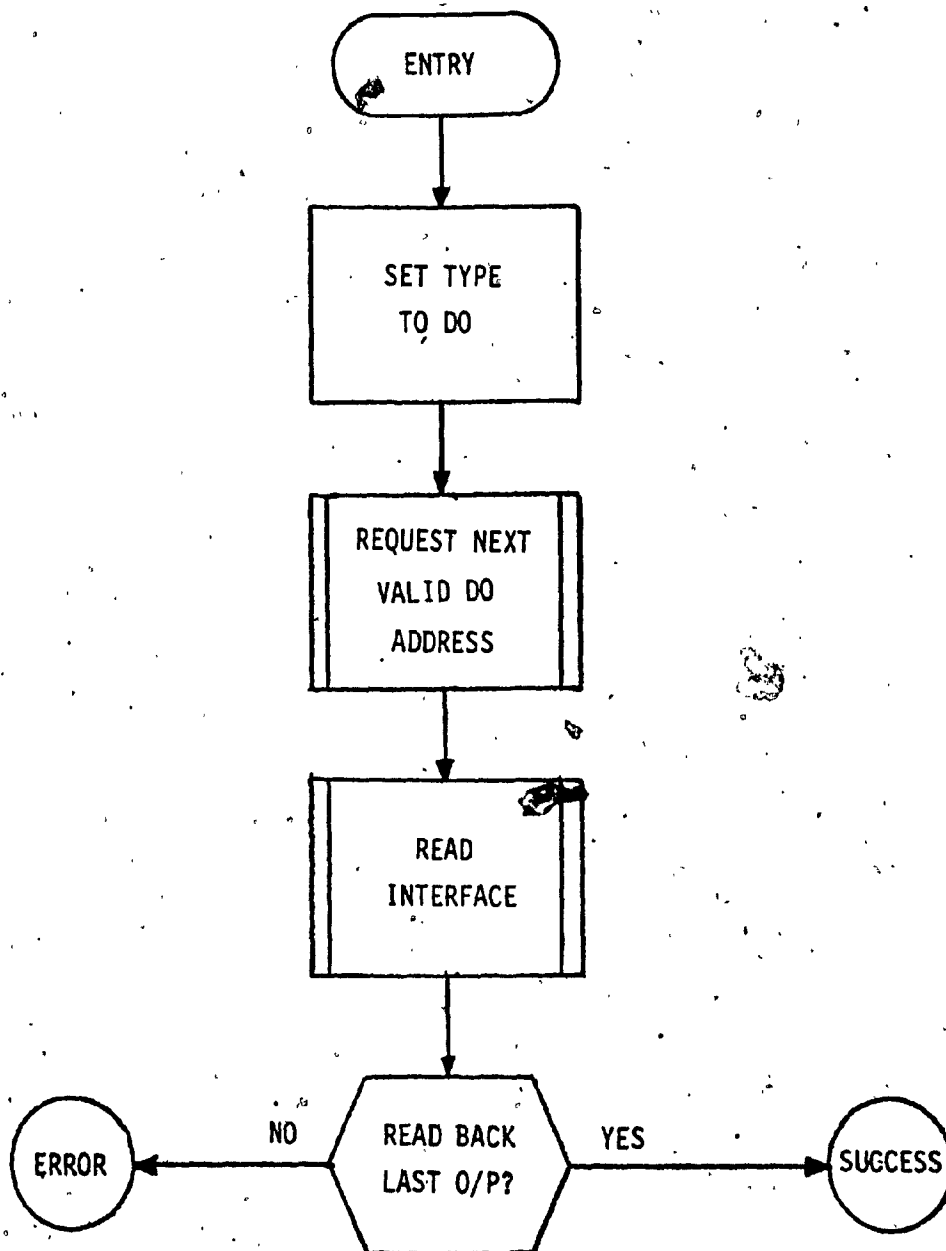 ENTRY
SET TYPE
TO DO
REQUEST NEXT
VALID DO
ADDRESS
READ
INTERFACE
READ BACK
LAST O/P?
NO
YES
ERROR
SUCCESS